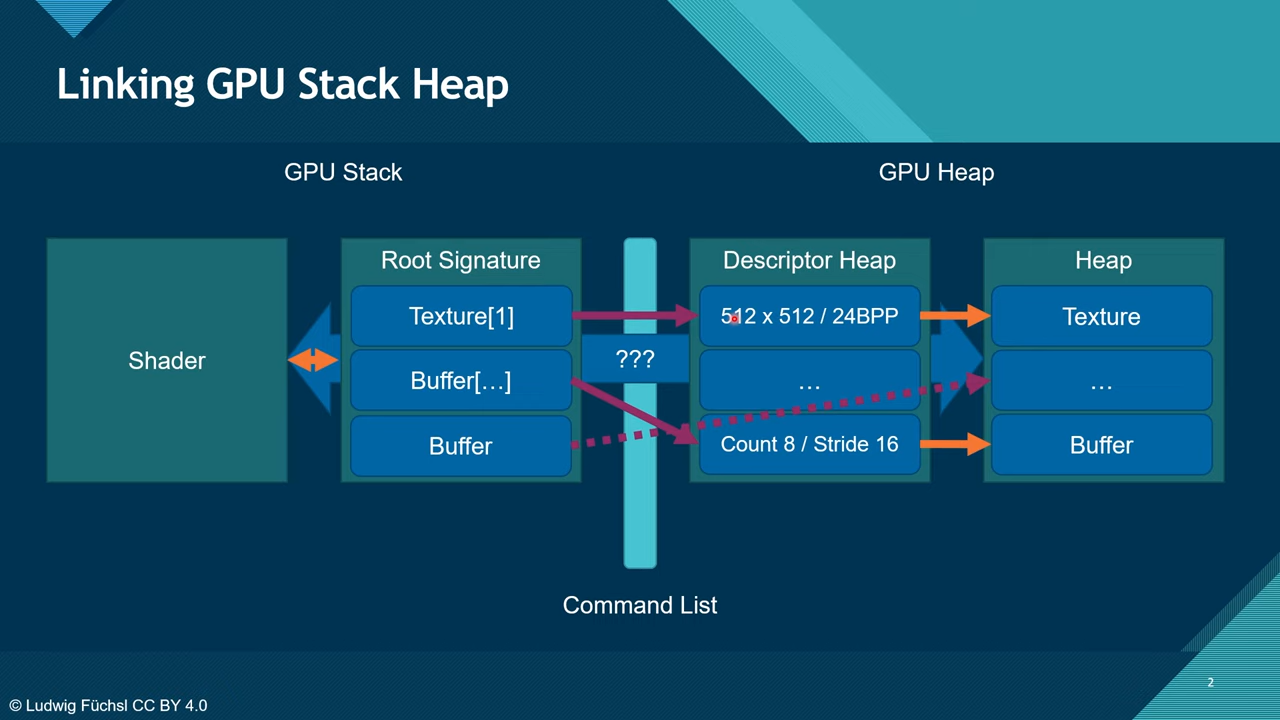 Linking GPU Stack Heap
GPU Stack
GPU Heap
Shader
Root Signature
Texture[1]
Buffer[…]
Buffer
???
Descriptor Heap
512 x 512 / 24BPP
…
Count 8 / Stride 16
Heap
Texture
…
Buffer
Command List
2
© Ludwig Füchsl CC BY 4.0